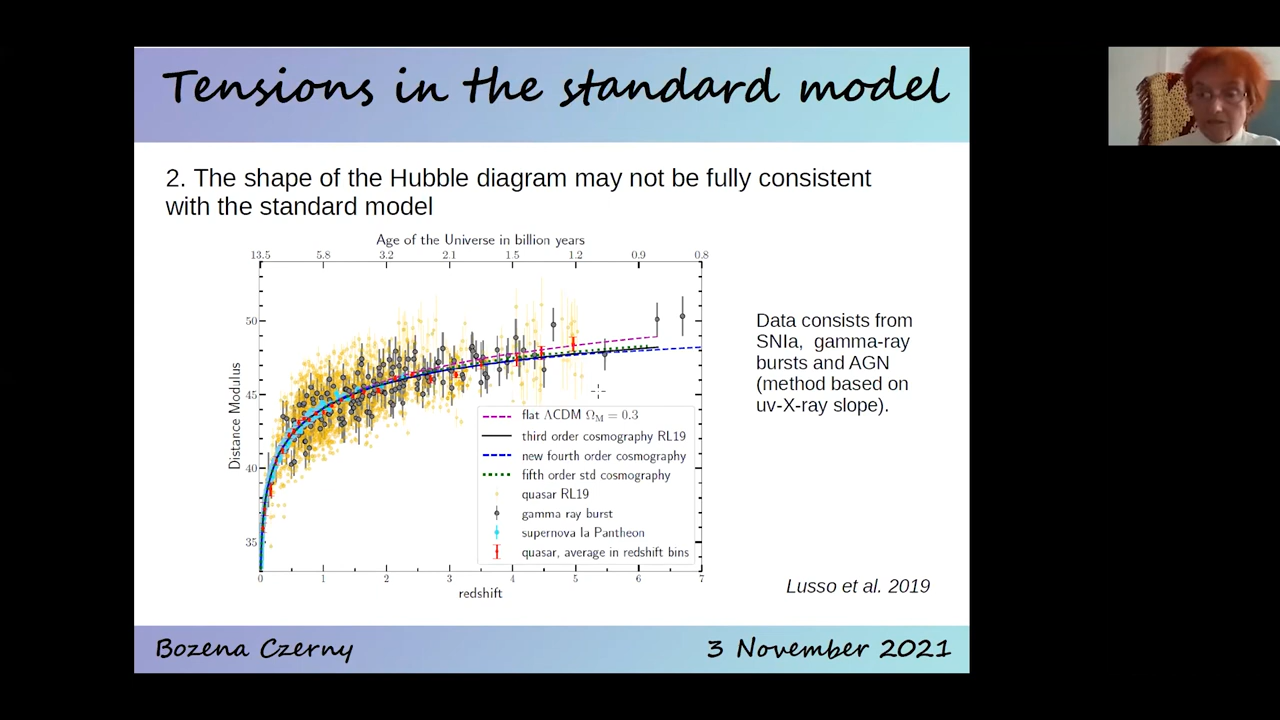 Tensions in the standard model
2. The shape of the Hubble diagram may not be fully consistent
with the standard model
Age of the Universe in billion years
13.5 5.8 3.2 2.1 1.5 1.2 0.9 0.8
50
45
40
35
Distance Modulus
flat ΛCDM Ω_M = 0.3
third order cosmography RL19
new fourth order cosmography
fifth order std cosmography
quasar RL19
gamma ray burst
supernova Ia Pantheon
quasar, average in redshift bins
0 1 2 3 4 5 6 7
redshift
Data consists from
SNIa, gamma-ray
bursts and AGN
(method based on
uv-X-ray slope).
Lusso et al. 2019
Bozena Czerny
3 November 2021